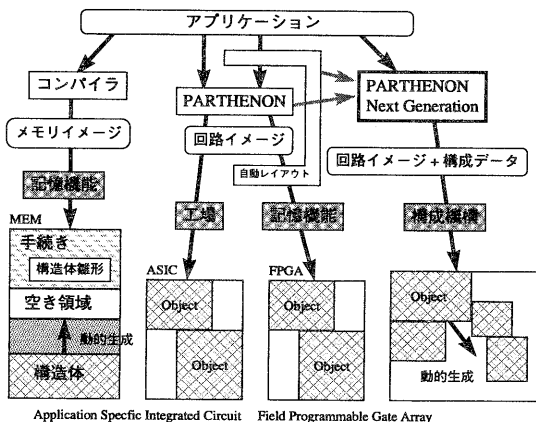 アプリケーション
コンパイラ
PARTHENON
PARTHENON
Next Generation
メモリイメージ
回路イメージ
自動レイアウト
回路イメージ + 構成データ
記憶機能
工場
記憶機能
構成機構
MEM
手続き
構造体雛形
空き領域
動的生成
構造体
ASIC
Object
Object
FPGA
Object
Object
Object
動的生成
Application Specfic Integrated Circuit
Field Programmable Gate Array